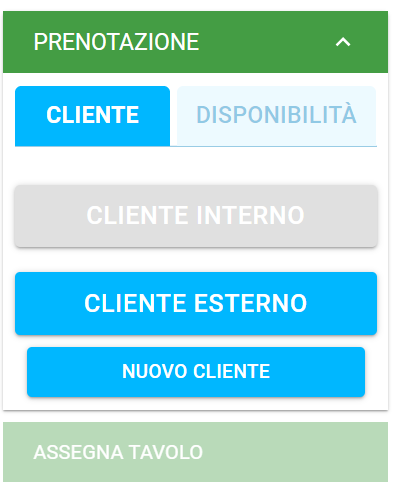 PRENOTAZIONE
CLIENTE
DISPONIBILITÀ
CLIENTE INTERNO
CLIENTE ESTERNO
NUOVO CLIENTE
ASSEGNA TAVOLO